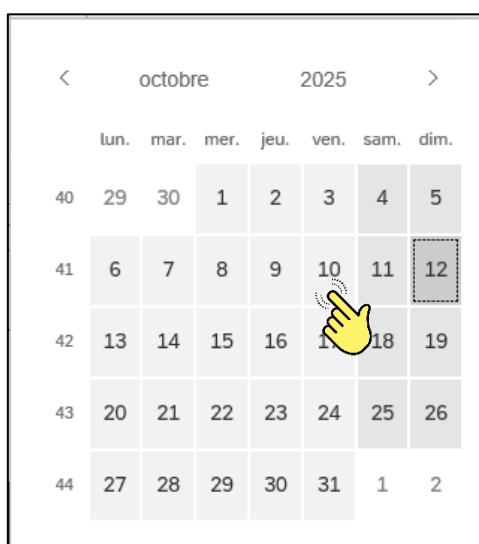 < octobre 2025 >
lun. mar. mer. jeu. ven. sam. dim.
40 29 30 1 2 3 4 5
41 6 7 8 9 10 11 12
42 13 14 15 16 17 18 19
43 20 21 22 23 24 25 26
44 27 28 29 30 31 1 2